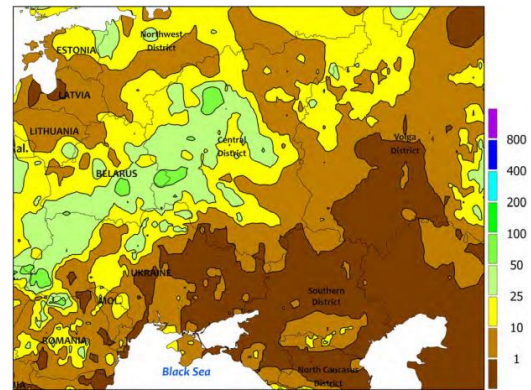 Northwest
District
ESTONIA
LATVIA
LITHUANIA
Kal.
Volga
District
Central
District
BELARUS
UKRAINE
MOL.
Southern
District
ROMANIA
Black Sea
North Caucasus
District
800
400
200
100
50
25
10
1